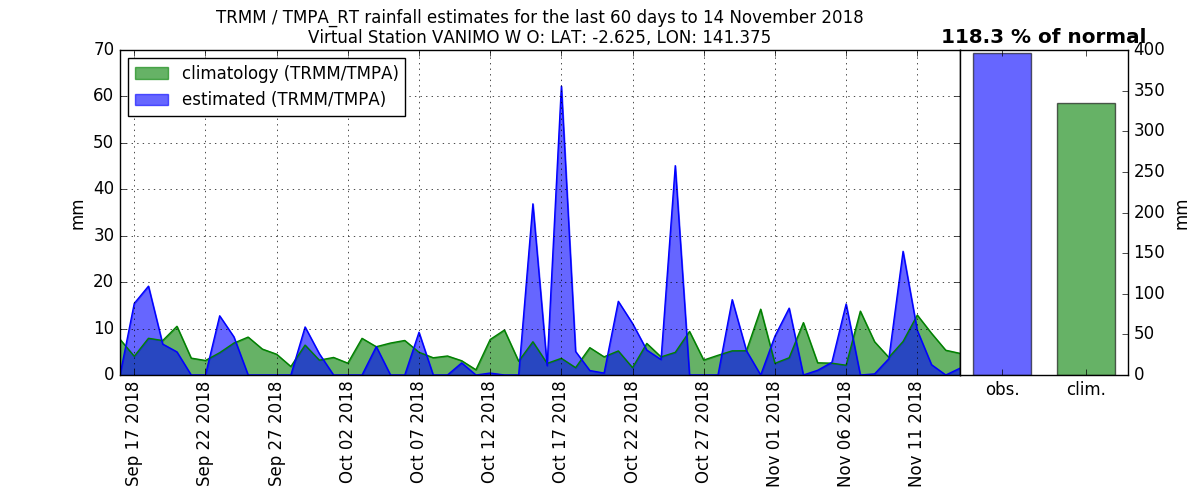 TRMM / TMPA_RT rainfall estimates for the last 60 days to 14 November 2018
Virtual Station VANIMO W O: LAT: -2.625, LON: 141.375
118.3 % of normal
climatology (TRMM/TMPA)
estimated (TRMM/TMPA)
70
60
50
40
30
20
10
0
mm
Sep 17 2018
Sep 22 2018
Sep 27 2018
Oct 02 2018
Oct 07 2018
Oct 12 2018
Oct 17 2018
Oct 22 2018
Oct 27 2018
Nov 01 2018
Nov 06 2018
Nov 11 2018
obs.
clim.
400
350
300
250
200
150
100
50
0
mm